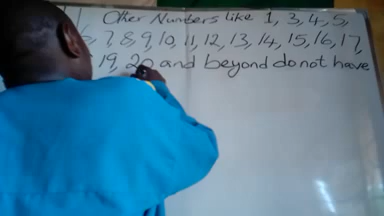 Other Numbers like 1, 3, 4, 5,
6, 7, 8, 9, 10, 11, 12, 13, 14, 15, 16, 17,
19, 20 and beyond do not have